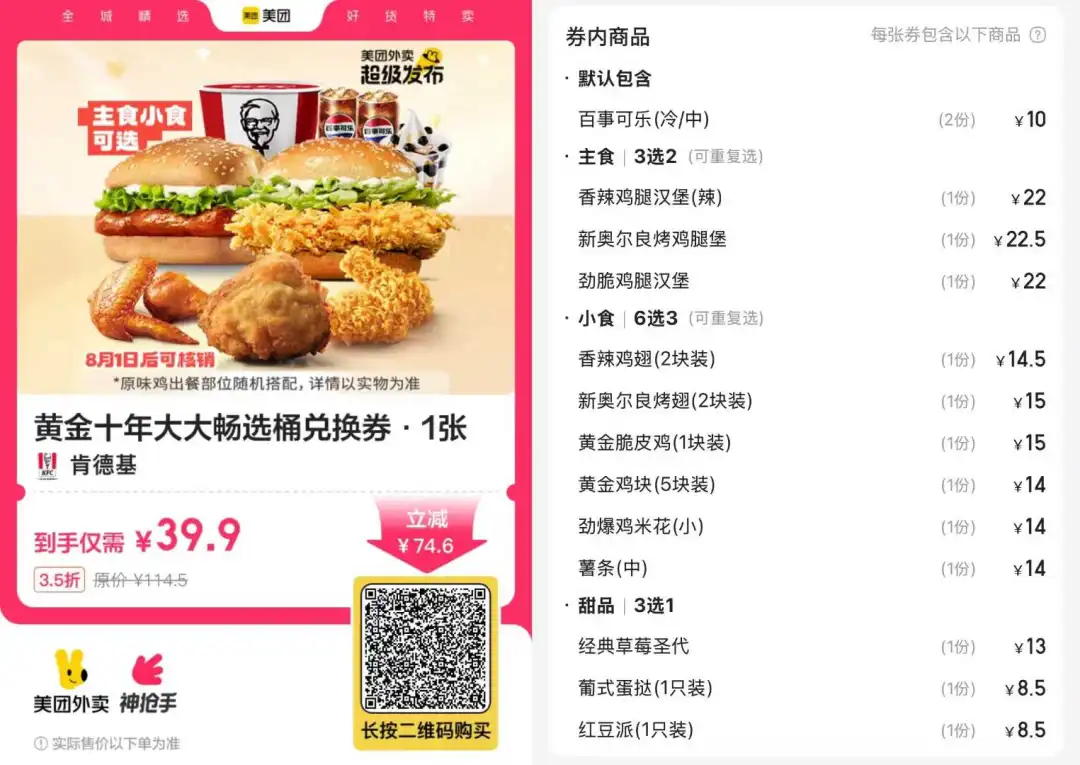 全城精选
美团 美团
好货特卖
美团外卖
超级发布
主食小食
可选
百事可乐
百事可乐
8月1日后可核销
*原味鸡出餐部位随机搭配，详情以实物为准
黄金十年大大畅选桶兑换券·1张
KFC
肯德基
到手仅需 ¥39.9
立减
¥74.6
3.5折 原价 ¥114.5
美团外卖 神抢手
长按二维码购买
实际售价以下单为准
券内商品 每张券包含以下商品 ?
· 默认包含
百事可乐(冷/中) (2份) ¥10
· 主食 | 3选2 (可重复选)
香辣鸡腿汉堡(辣) (1份) ¥22
新奥尔良烤鸡腿堡 (1份) ¥22.5
劲脆鸡腿汉堡 (1份) ¥22
· 小食 | 6选3 (可重复选)
香辣鸡翅(2块装) (1份) ¥14.5
新奥尔良烤翅(2块装) (1份) ¥15
黄金脆皮鸡(1块装) (1份) ¥15
黄金鸡块(5块装) (1份) ¥14
劲爆鸡米花(小) (1份) ¥14
薯条(中) (1份) ¥14
· 甜品 | 3选1
经典草莓圣代 (1份) ¥13
葡式蛋挞(1只装) (1份) ¥8.5
红豆派(1只装) (1份) ¥8.5